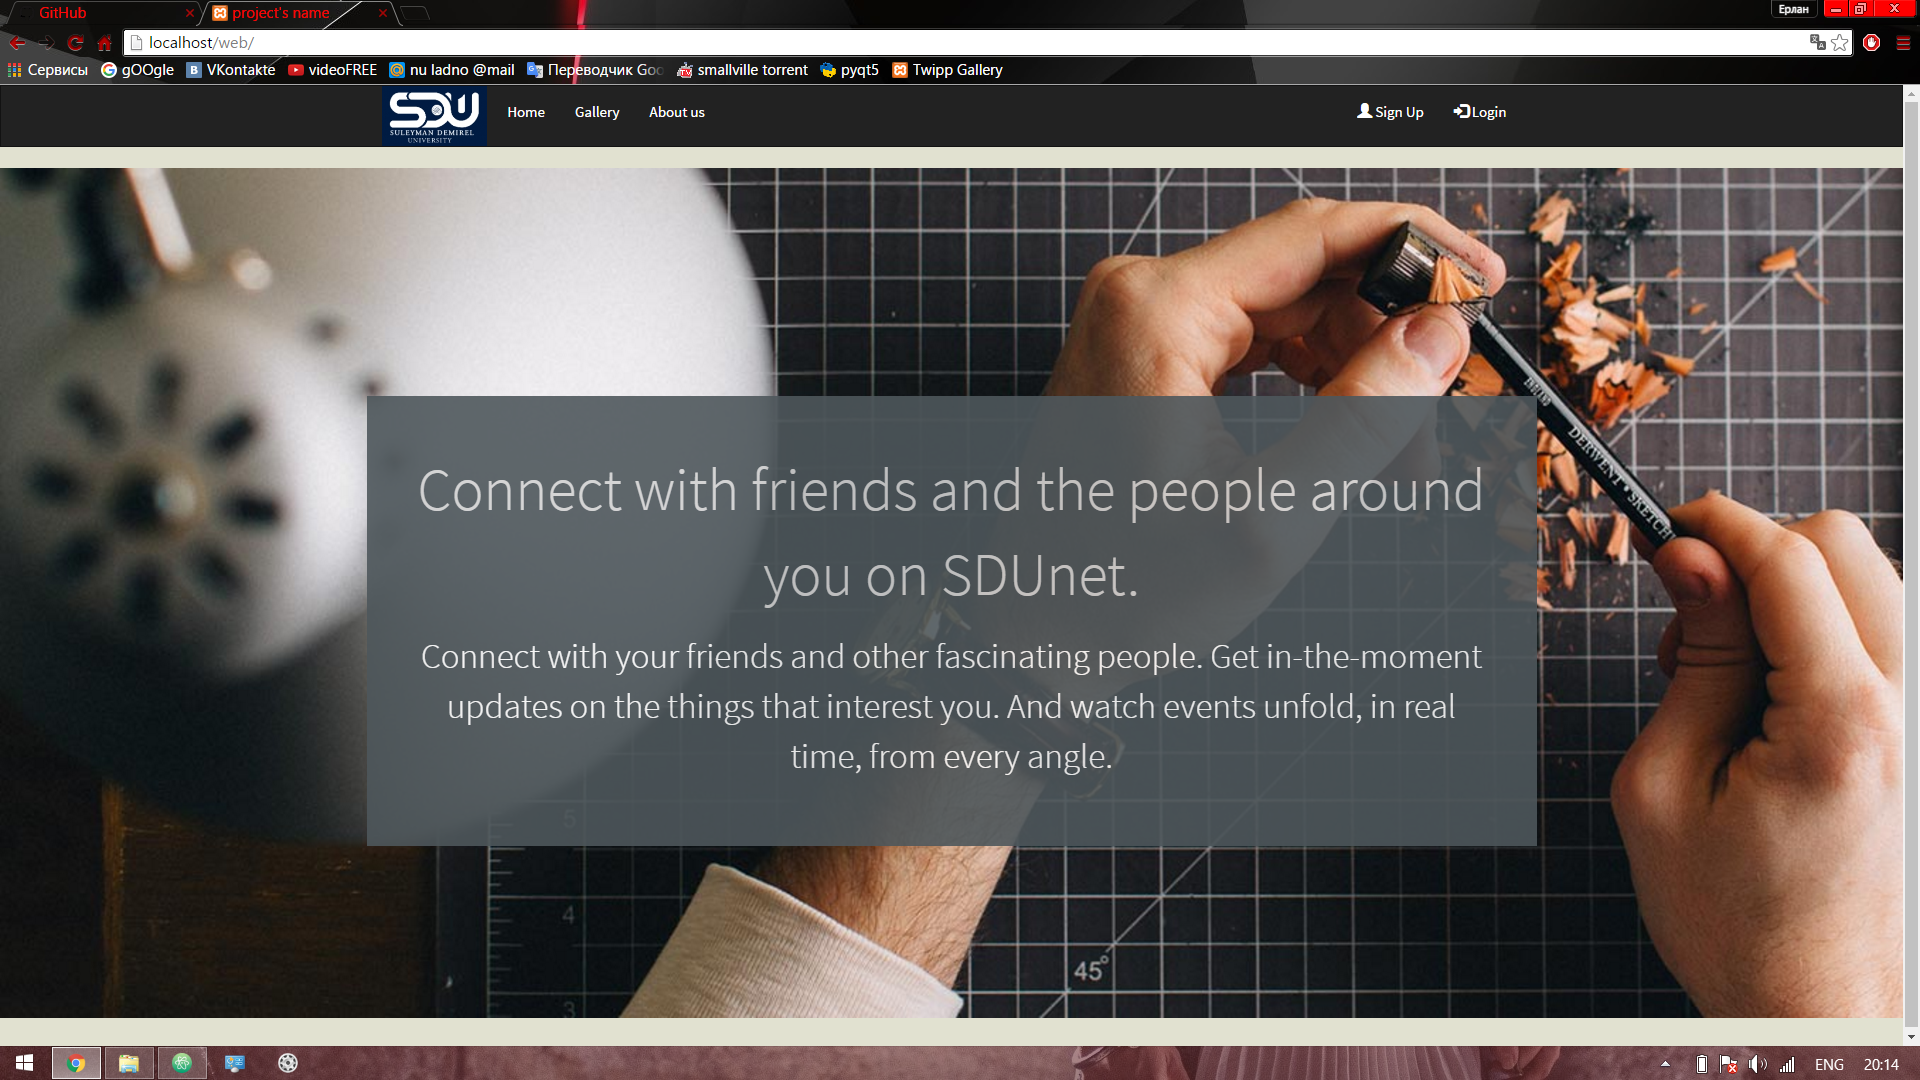 GitHub
project's name
Ерлан
localhost/web/
Сервисы
gOOgle
VKontakte
videoFREE
nu ladno @mail
Переводчик Goo
smallville torrent
pyqt5
Twipp Gallery
SDU
SULEYMAN DEMIREL
UNIVERSITY
Home
Gallery
About us
Sign Up
Login
DERWENT • SKETCH
Connect with friends and the people around
you on SDUnet.
Connect with your friends and other fascinating people. Get in-the-moment
updates on the things that interest you. And watch events unfold, in real
time, from every angle.
5
4
45°
3
ENG
20:14